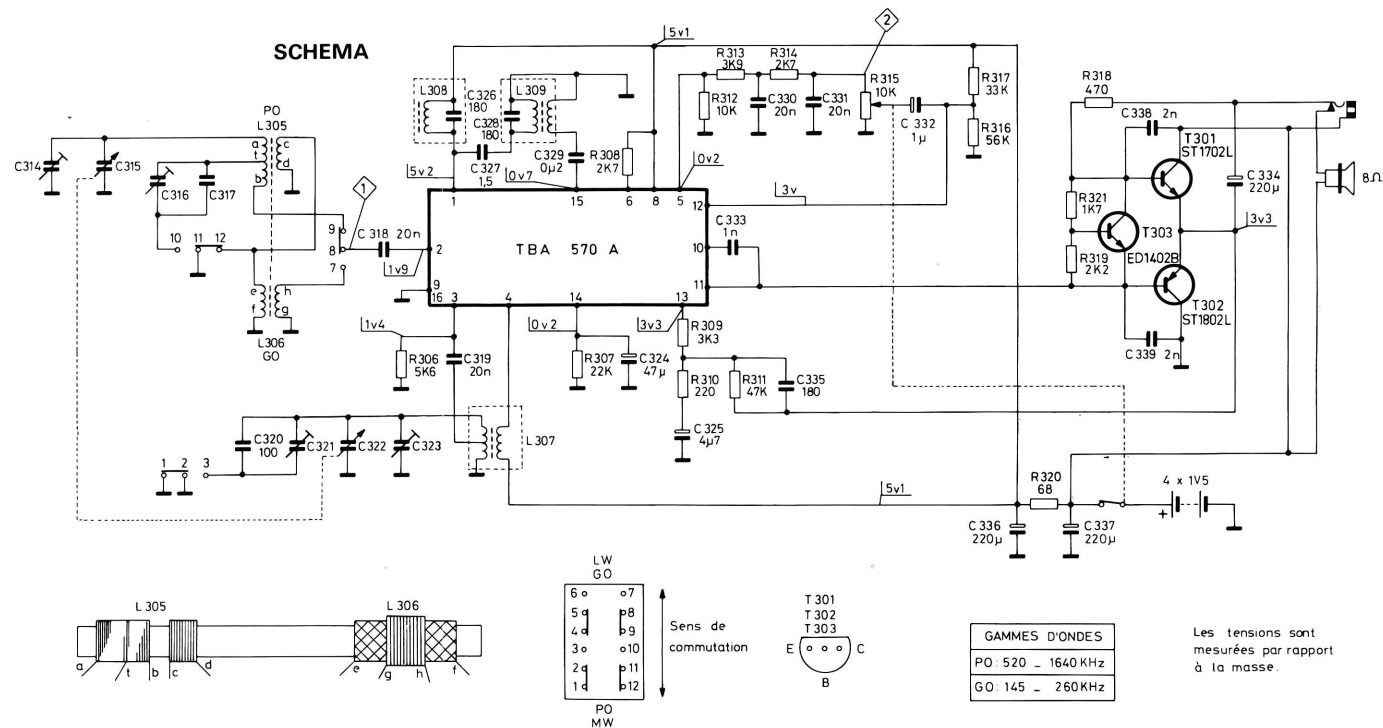 SCHEMA
PO
L305
a
b
c
d
C314
C315
C316
C317
10 11 12
e
f
h
g
L306
GO
9
8
7
1
C318 20n
1v9
L308
C326
180
C328
180
L309
C327
1,5
C329
0µ2
R308
2K7
5v2
0v7
5v1
0v2
1
15
6
8
5
2
9
16
3
4
14
13
12
10
11
TBA 570 A
R313
3K9
R314
2K7
R312
10K
C330
20n
C331
20n
2
R315
10K
C 332
1µ
R317
33K
R316
56K
3v
C333
1n
R318
470
C338 2n
T301
ST1702L
C334
220µ
8Ω
R321
1K7
T303
ED1402B
R319
2K2
3v3
T302
ST1802L
C339 2n
1v4
R306
5K6
C319
20n
0v2
R307
22K
C324
47µ
3v3
R309
3K3
R310
220
R311
47K
C335
180
C325
4µ7
L307
C320
100
C321
C322
C323
1 2 3
5v1
R320
68
4 x 1V5
+
C336
220µ
C337
220µ
L 305
L 306
a
t
b
c
d
e
g
h
f
LW
GO
6 7
5 8
4 9
3 10
2 11
1 12
PO
MW
Sens de
commutation
T301
T302
T303
E C
B
GAMMES D'ONDES
PO: 520 _ 1640KHz
GO: 145 _ 260KHz
Les tensions sont
mesurées par rapport
à la masse.